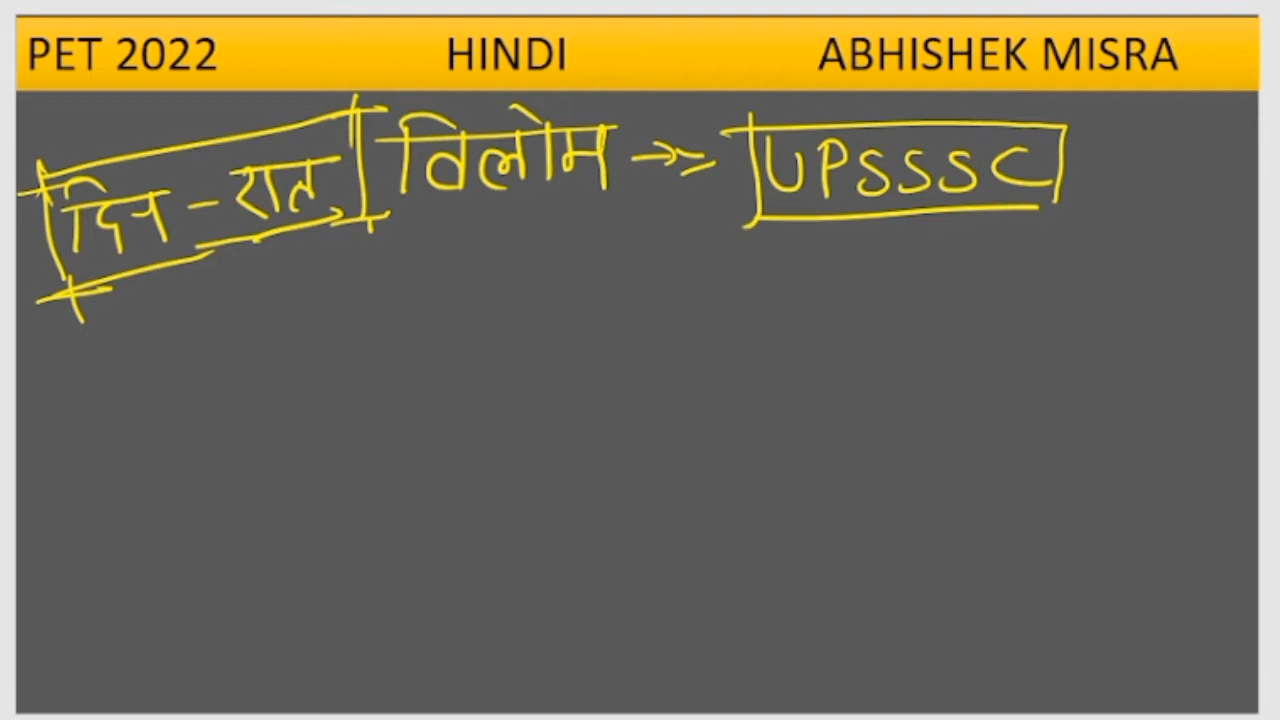 PET 2022 HINDI ABHISHEK MISRA
दिन - रात विलोम → UPSSSC